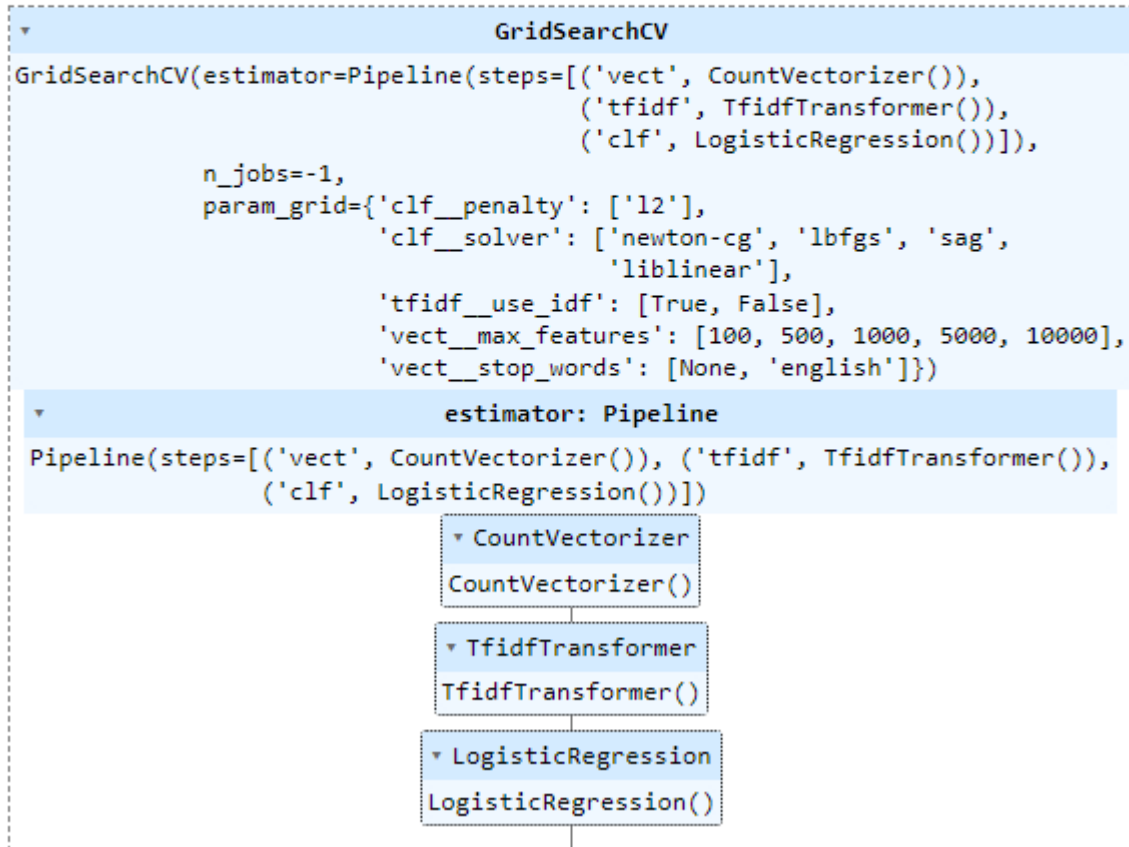 GridSearchCV
GridSearchCV(estimator=Pipeline(steps=[('vect', CountVectorizer()),
('tfidf', TfidfTransformer()),
('clf', LogisticRegression())]),
n_jobs=-1,
param_grid={'clf__penalty': ['l2'],
'clf__solver': ['newton-cg', 'lbfgs', 'sag',
'liblinear'],
'tfidf__use_idf': [True, False],
'vect__max_features': [100, 500, 1000, 5000, 10000],
'vect__stop_words': [None, 'english']})
estimator: Pipeline
Pipeline(steps=[('vect', CountVectorizer()), ('tfidf', TfidfTransformer()),
('clf', LogisticRegression())])
CountVectorizer
CountVectorizer()
TfidfTransformer
TfidfTransformer()
LogisticRegression
LogisticRegression()